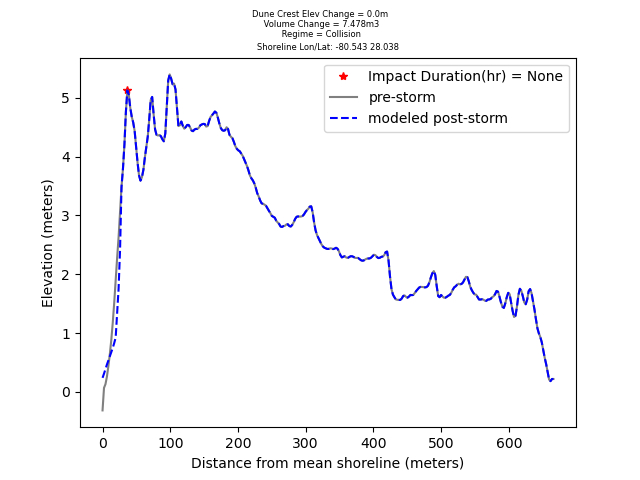 Dune Crest Elev Change = 0.0m
Volume Change = 7.478m3
Regime = Collision
Shoreline Lon/Lat: -80.543 28.038
Impact Duration(hr) = None
pre-storm
modeled post-storm
Elevation (meters)
5
4
3
2
1
0
0 100 200 300 400 500 600
Distance from mean shoreline (meters)